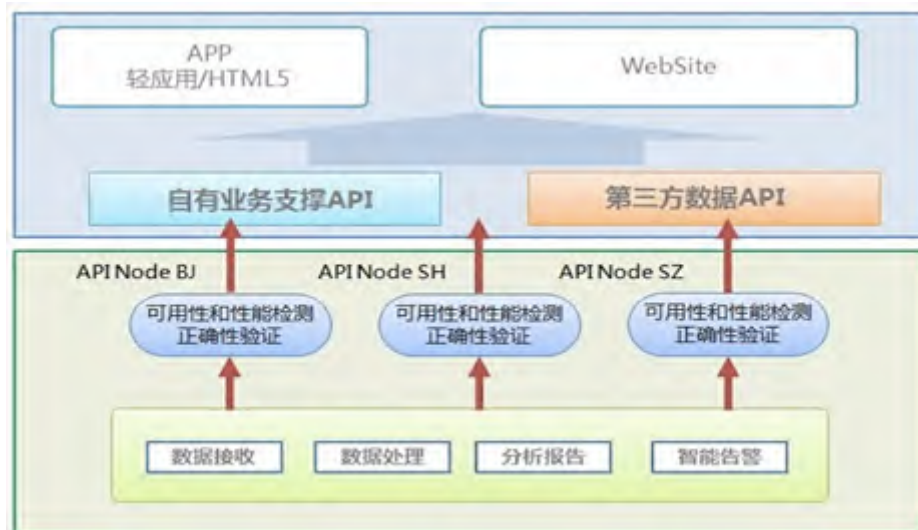 APP
轻应用/HTML5
WebSite
自有业务支撑API
第三方数据API
API Node BJ
API Node SH
API Node SZ
可用性和性能检测
正确性验证
可用性和性能检测
正确性验证
可用性和性能检测
正确性验证
数据接收
数据处理
分析报告
智能告警